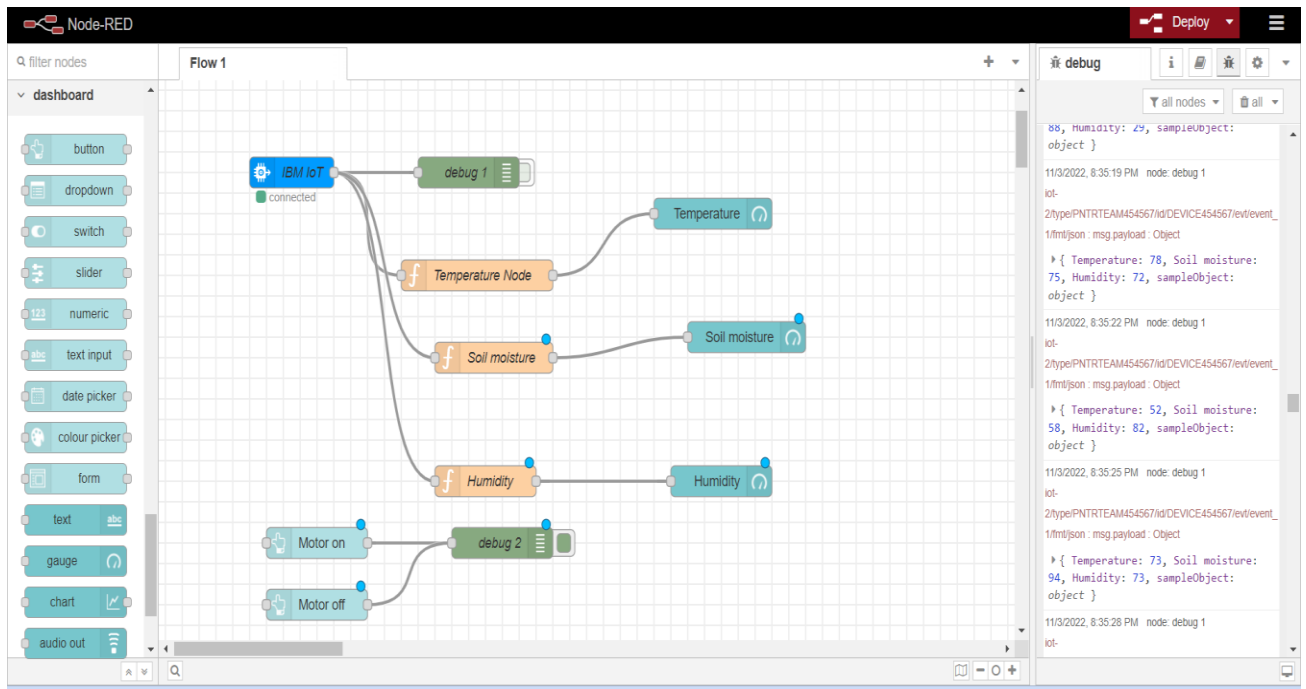 Node-RED
Deploy
filter nodes
dashboard
button
dropdown
switch
slider
123 numeric
abc text input
date picker
colour picker
form
text abc
gauge
chart
audio out
Flow 1
IBM IoT
connected
debug 1
Temperature
Temperature Node
Soil moisture
Soil moisture
Humidity
Humidity
Motor on
debug 2
Motor off
debug
i
all nodes
all
88, Humidity: 29, sampleObject:
object }
11/3/2022, 8:35:19 PM node: debug 1
iot-
2/type/PNTRTEAM454567/id/DEVICE454567/evt/event_
1/fmt/json : msg.payload : Object
{ Temperature: 78, Soil moisture:
75, Humidity: 72, sampleObject:
object }
11/3/2022, 8:35:22 PM node: debug 1
iot-
2/type/PNTRTEAM454567/id/DEVICE454567/evt/event_
1/fmt/json : msg.payload : Object
{ Temperature: 52, Soil moisture:
58, Humidity: 82, sampleObject:
object }
11/3/2022, 8:35:25 PM node: debug 1
iot-
2/type/PNTRTEAM454567/id/DEVICE454567/evt/event_
1/fmt/json : msg.payload : Object
{ Temperature: 73, Soil moisture:
94, Humidity: 73, sampleObject:
object }
11/3/2022, 8:35:28 PM node: debug 1
iot-